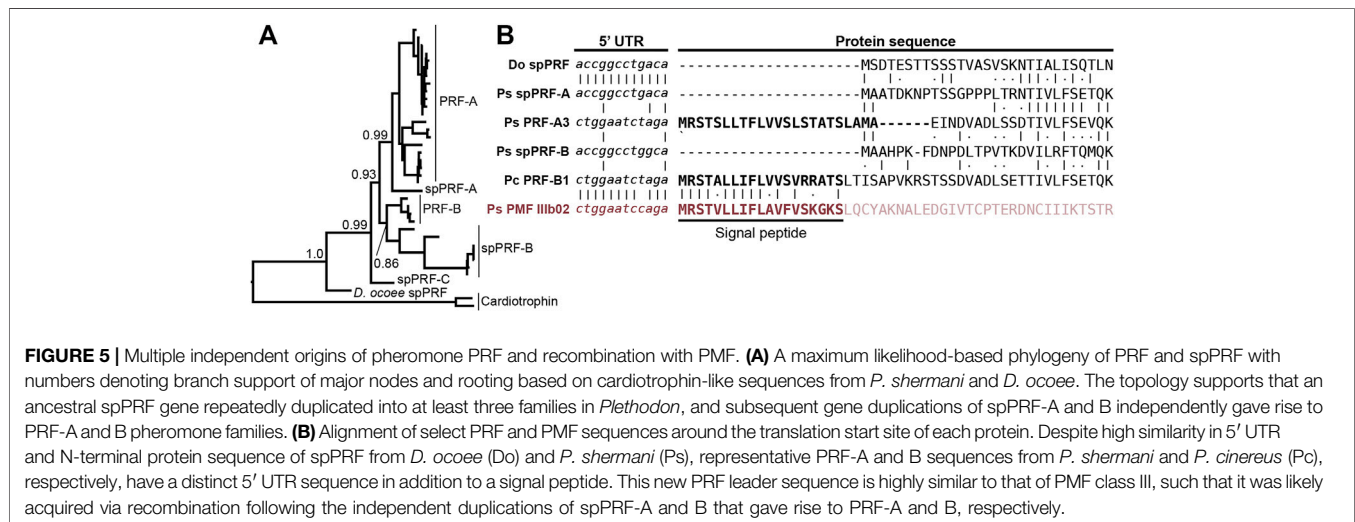 A
PRF-A
0.99
0.93
spPRF-A
PRF-B
0.99
1.0
0.86
spPRF-B
spPRF-C
D. ocoee spPRF
Cardiotrophin
B
5' UTR Protein sequence
Do spPRF accggcctgaca --------------------MSDTESTTSSSTVASVSKNTIALISQTLN
Ps spPRF-A accggcctgaca --------------------MAATDKNPTSSGPPPLTRNTIVLFSETQK
Ps PRF-A3 ctggaatctaga MRSTSLLTFLVVSLSTATSLAMA------EINDVADLSSDTIVLFSEVQK
Ps spPRF-B accggcctggca --------------------MAAHPK-FDNPDLTPVTKDVILRFTQMQK
Pc PRF-B1 ctggaatctaga MRSTALLIFLVVSVRRATSLTISAPVKRSTSSDVADLSETTIVLFSETQK
Ps PMF IIIb02 ctggaatccaga MRSTVLLIFLAVFVSKGKSLQCYAKNALEDGIVTCPTERDNCIIIKTSTR
Signal peptide
FIGURE 5 | Multiple independent origins of pheromone PRF and recombination with PMF. (A) A maximum likelihood-based phylogeny of PRF and spPRF with
numbers denoting branch support of major nodes and rooting based on cardiotrophin-like sequences from P. shermani and D. ocoee. The topology supports that an
ancestral spPRF gene repeatedly duplicated into at least three families in Plethodon, and subsequent gene duplications of spPRF-A and B independently gave rise to
PRF-A and B pheromone families. (B) Alignment of select PRF and PMF sequences around the translation start site of each protein. Despite high similarity in 5′ UTR
and N-terminal protein sequence of spPRF from D. ocoee (Do) and P. shermani (Ps), representative PRF-A and B sequences from P. shermani and P. cinereus (Pc),
respectively, have a distinct 5′ UTR sequence in addition to a signal peptide. This new PRF leader sequence is highly similar to that of PMF class III, such that it was likely
acquired via recombination following the independent duplications of spPRF-A and B that gave rise to PRF-A and B, respectively.